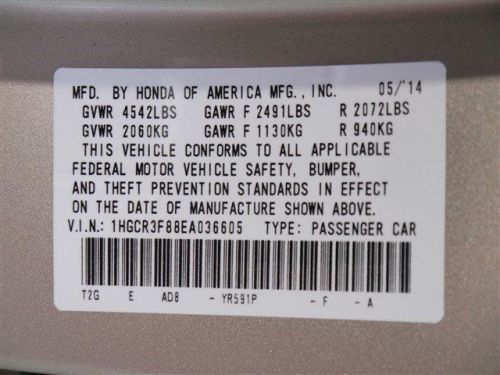 MFD. BY HONDA OF AMERICA MFG., INC. 05/'14
GVWR 4542LBS GAWR F 2491LBS R 2072LBS
GVWR 2060KG GAWR F 1130KG R 940KG
THIS VEHICLE CONFORMS TO ALL APPLICABLE
FEDERAL MOTOR VEHICLE SAFETY, BUMPER,
AND THEFT PREVENTION STANDARDS IN EFFECT
ON THE DATE OF MANUFACTURE SHOWN ABOVE.
V.I.N.: 1HGCR3F88EA036605 TYPE: PASSENGER CAR
T2G E AD8 - YR591P - F - A